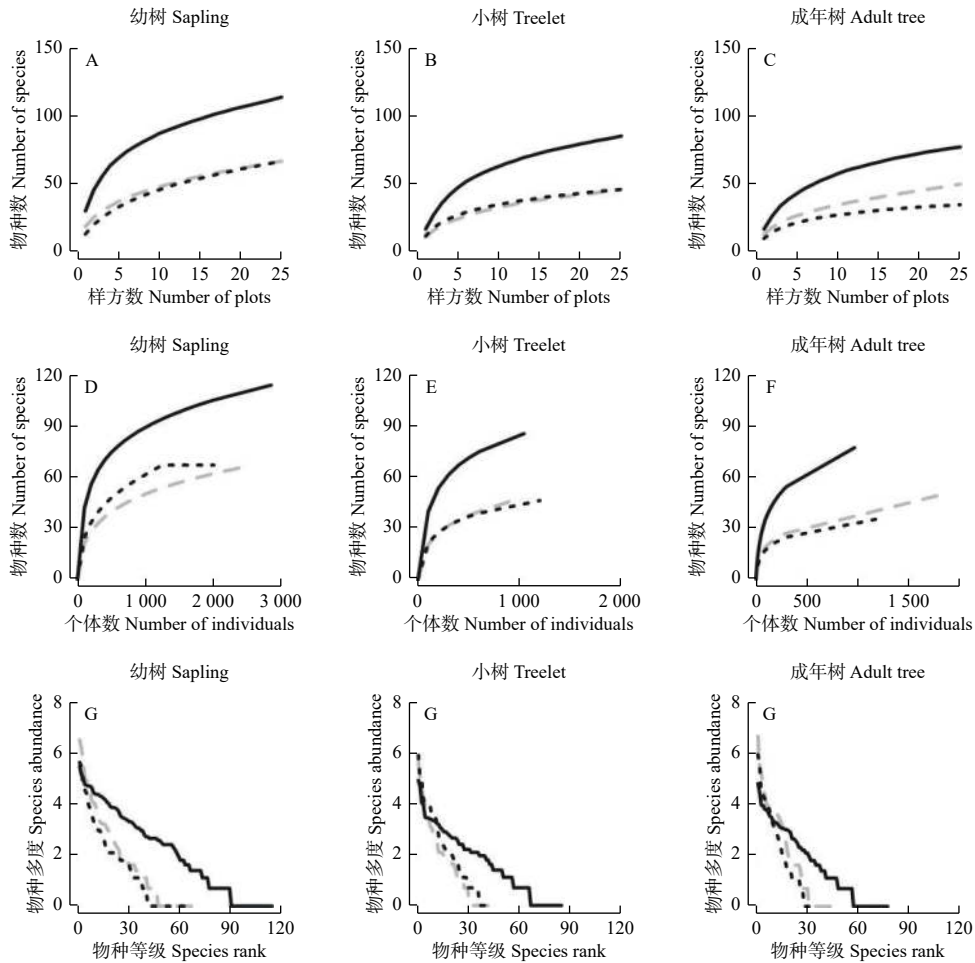 幼树 Sapling
小树 Treelet
成年树 Adult tree
物种数 Number of species
150
100
50
0
A
0 5 10 15 20 25
样方数 Number of plots
物种数 Number of species
150
100
50
0
B
0 5 10 15 20 25
样方数 Number of plots
物种数 Number of species
150
100
50
0
C
0 5 10 15 20 25
样方数 Number of plots
幼树 Sapling
小树 Treelet
成年树 Adult tree
物种数 Number of species
120
90
60
30
0
D
0 1 000 2 000 3 000
个体数 Number of individuals
物种数 Number of species
120
90
60
30
0
E
0 1 000 2 000
个体数 Number of individuals
物种数 Number of species
120
90
60
30
0
F
0 500 1 500
个体数 Number of individuals
幼树 Sapling
小树 Treelet
成年树 Adult tree
物种多度 Species abundance
8
6
4
2
0
G
0 30 60 90 120
物种等级 Species rank
物种多度 Species abundance
8
6
4
2
0
G
0 30 60 90 120
物种等级 Species rank
物种多度 Species abundance
8
6
4
2
0
G
0 30 60 90 120
物种等级 Species rank